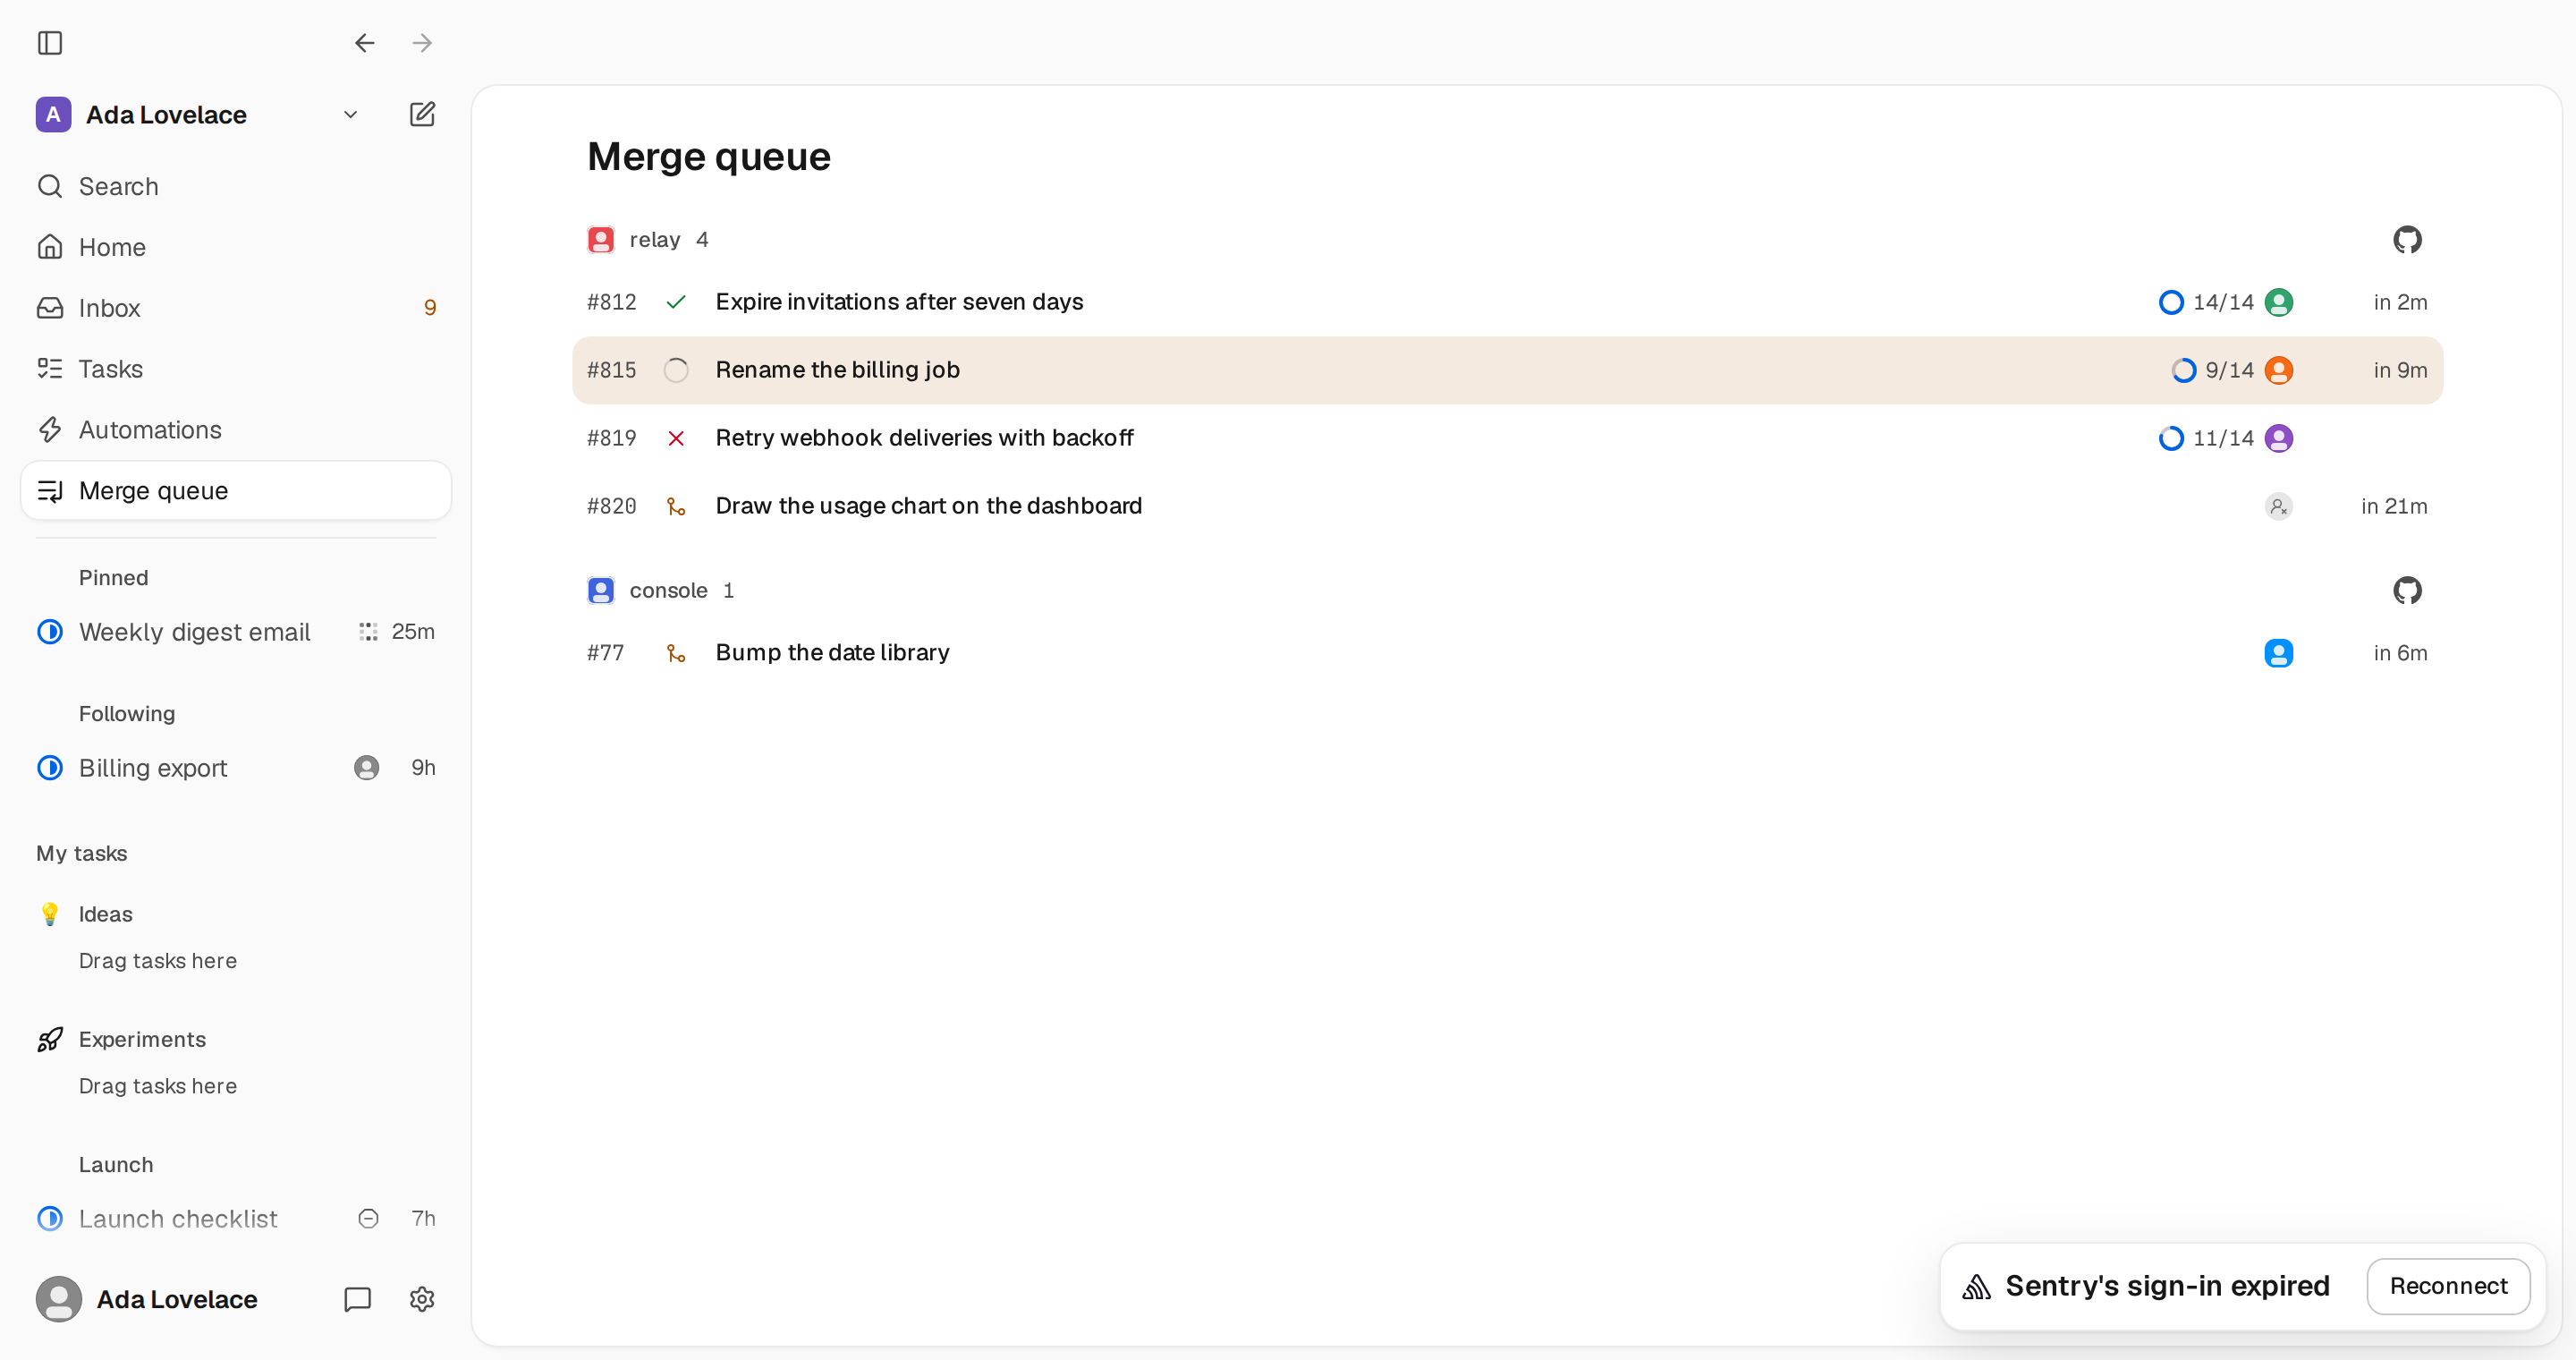 A Ada Lovelace
Search
Home
Inbox 9
Tasks
Automations
Merge queue
Pinned
Weekly digest email 25m
Following
Billing export 9h
My tasks
💡 Ideas
Drag tasks here
Experiments
Drag tasks here
Launch
Launch checklist 7h
Ada Lovelace
Merge queue
relay 4
#812 Expire invitations after seven days 14/14 in 2m
#815 Rename the billing job 9/14 in 9m
#819 Retry webhook deliveries with backoff 11/14
#820 Draw the usage chart on the dashboard in 21m
console 1
#77 Bump the date library in 6m
Sentry's sign-in expired Reconnect